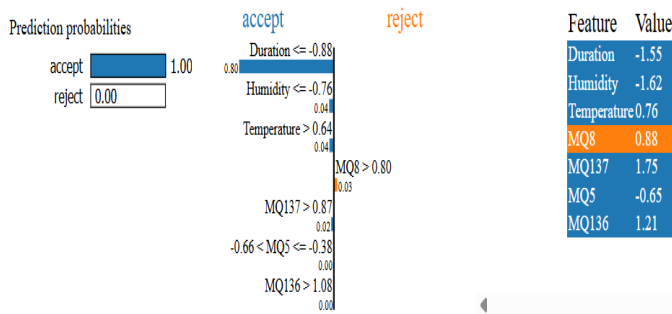 Prediction probabilities
accept 1.00
reject 0.00
accept reject
Duration <= -0.88
0.80
Humidity <= -0.76
0.04
Temperature > 0.64
0.04
MQ8 > 0.80
0.03
MQ137 > 0.87
0.02
-0.66 < MQ5 <= -0.38
0.00
MQ136 > 1.08
0.00
Feature Value
Duration -1.55
Humidity -1.62
Temperature 0.76
MQ8 0.88
MQ137 1.75
MQ5 -0.65
MQ136 1.21